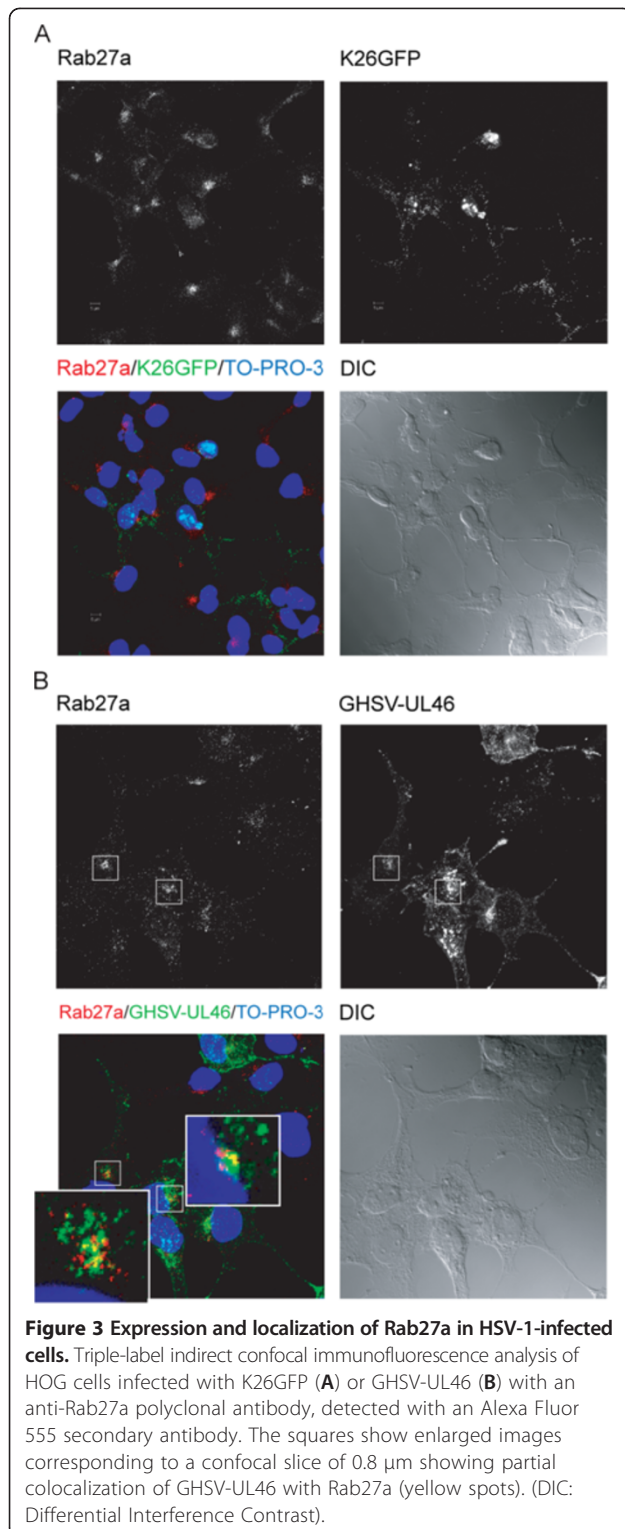 A
Rab27a K26GFP
Rab27a/K26GFP/TO-PRO-3 DIC
B
Rab27a GHSV-UL46
Rab27a/GHSV-UL46/TO-PRO-3 DIC
Figure 3 Expression and localization of Rab27a in HSV-1-infected
cells. Triple-label indirect confocal immunofluorescence analysis of
HOG cells infected with K26GFP (A) or GHSV-UL46 (B) with an
anti-Rab27a polyclonal antibody, detected with an Alexa Fluor
555 secondary antibody. The squares show enlarged images
corresponding to a confocal slice of 0.8 μm showing partial
colocalization of GHSV-UL46 with Rab27a (yellow spots). (DIC:
Differential Interference Contrast).